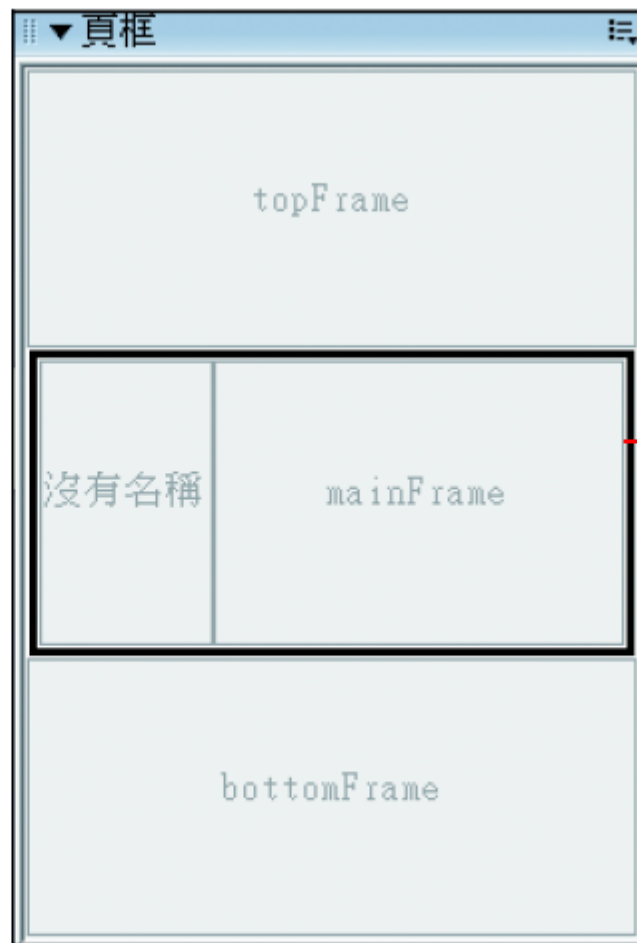 頁框
topFrame
沒有名稱 mainFrame
bottomFrame